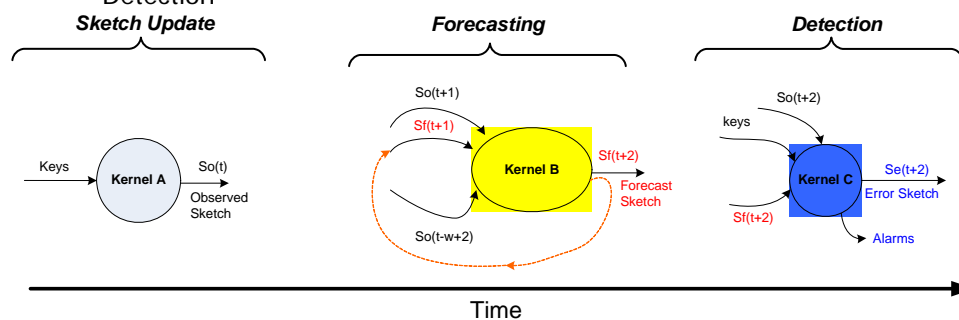 Detection
Sketch Update
Forecasting
Detection
Keys
Kernel A
So(t)
Observed
Sketch
So(t+1)
Sf(t+1)
Kernel B
So(t-w+2)
Sf(t+2)
Forecast
Sketch
So(t+2)
keys
Kernel C
Sf(t+2)
Se(t+2)
Error Sketch
Alarms
Time